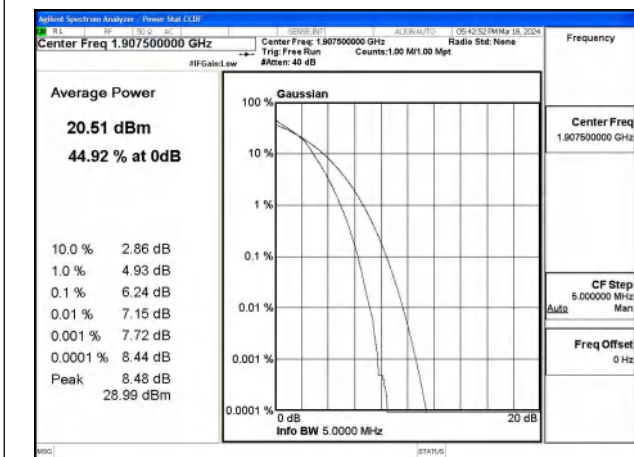 Agilent Spectrum Analyzer - Power Stat CCDF
RL RF 50 Ω AC SENSE:INT ALIGN AUTO 05:42:52 PM Mar 18, 2024
Center Freq 1.907500000 GHz
Center Freq: 1.907500000 GHz Radio Std: None
Trig: Free Run Counts:1.00 M/1.00 Mpt
#IFGain:Low #Atten: 40 dB
Frequency
Average Power
20.51 dBm
44.92 % at 0dB
10.0 % 2.86 dB
1.0 % 4.93 dB
0.1 % 6.24 dB
0.01 % 7.15 dB
0.001 % 7.72 dB
0.0001 % 8.44 dB
Peak 8.48 dB
28.99 dBm
Gaussian
100 %
10 %
1 %
0.1 %
0.01 %
0.001 %
0.0001 %
0 dB 20 dB
Info BW 5.0000 MHz
Center Freq
1.907500000 GHz
CF Step
5.000000 MHz
Auto Man
Freq Offset
0 Hz
MSG STATUS